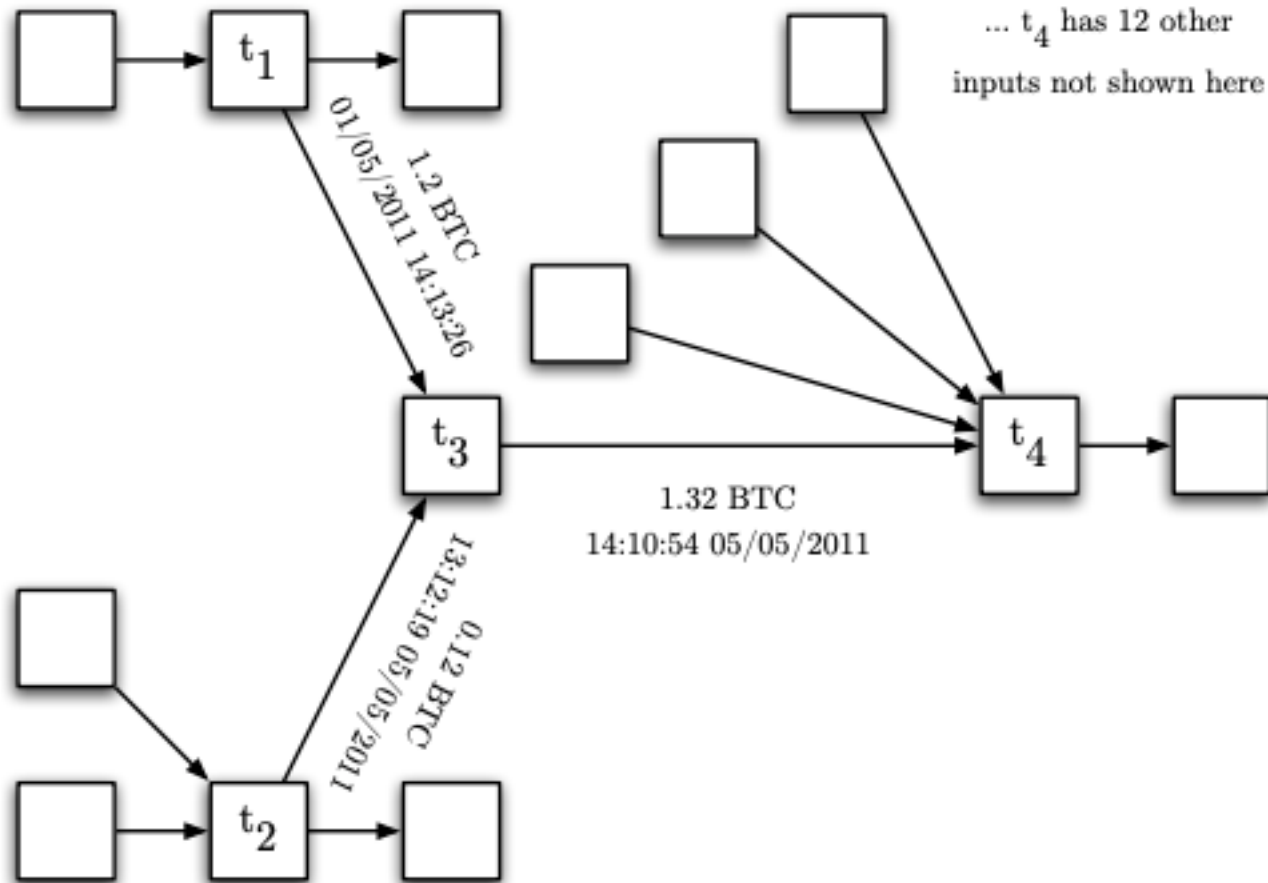 t1
... t4 has 12 other
inputs not shown here
1.2 BTC
01/05/2011 14:13:26
t3
t4
1.32 BTC
14:10:54 05/05/2011
13:12:19 05/05/2011
0.12 BTC
t2